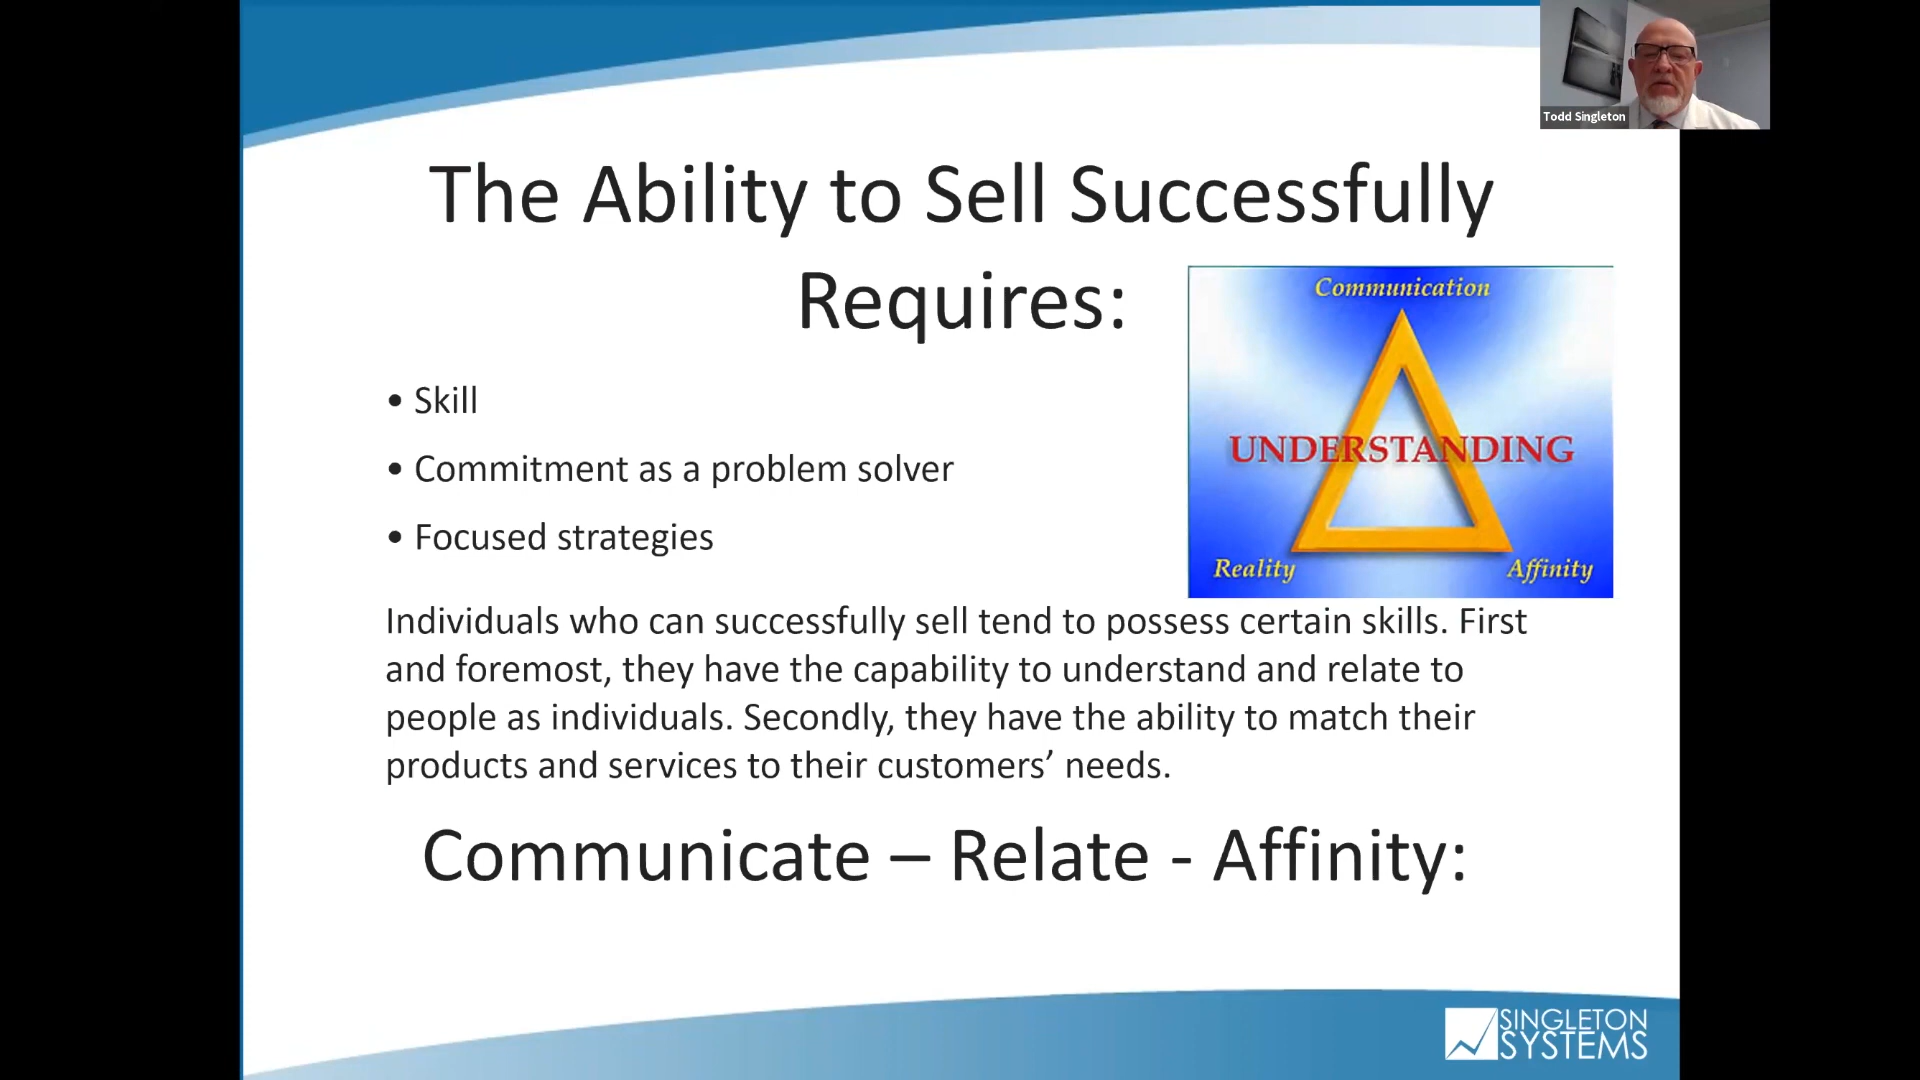 Todd Singleton
The Ability to Sell Successfully
Requires:
• Skill
• Commitment as a problem solver
• Focused strategies
Communication
UNDERSTANDING
Reality
Affinity
Individuals who can successfully sell tend to possess certain skills. First
and foremost, they have the capability to understand and relate to
people as individuals. Secondly, they have the ability to match their
products and services to their customers’ needs.
Communicate – Relate - Affinity:
SINGLETON
SYSTEMS